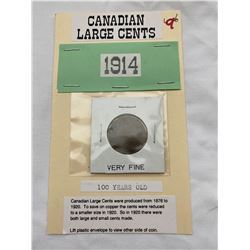 CANADIAN
LARGE CENTS
1914
VERY FINE
100 YEARS OLD
Canadian Large Cents were produced from 1876 to
1920. To save on copper the cents were reduced
to a smaller size in 1920. So in 1920 there were
both large and small cents made.
Lift plastic envelope to view other side of coin.